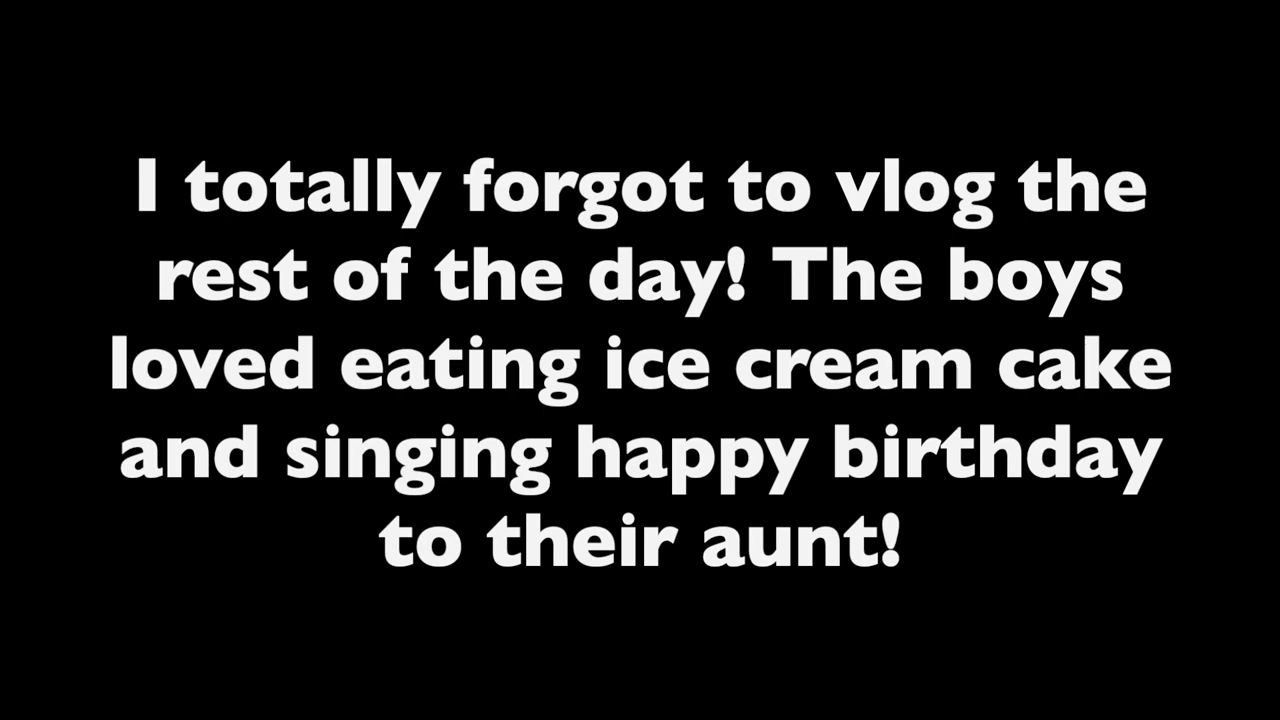 I totally forgot to vlog the
rest of the day! The boys
loved eating ice cream cake
and singing happy birthday
to their aunt!